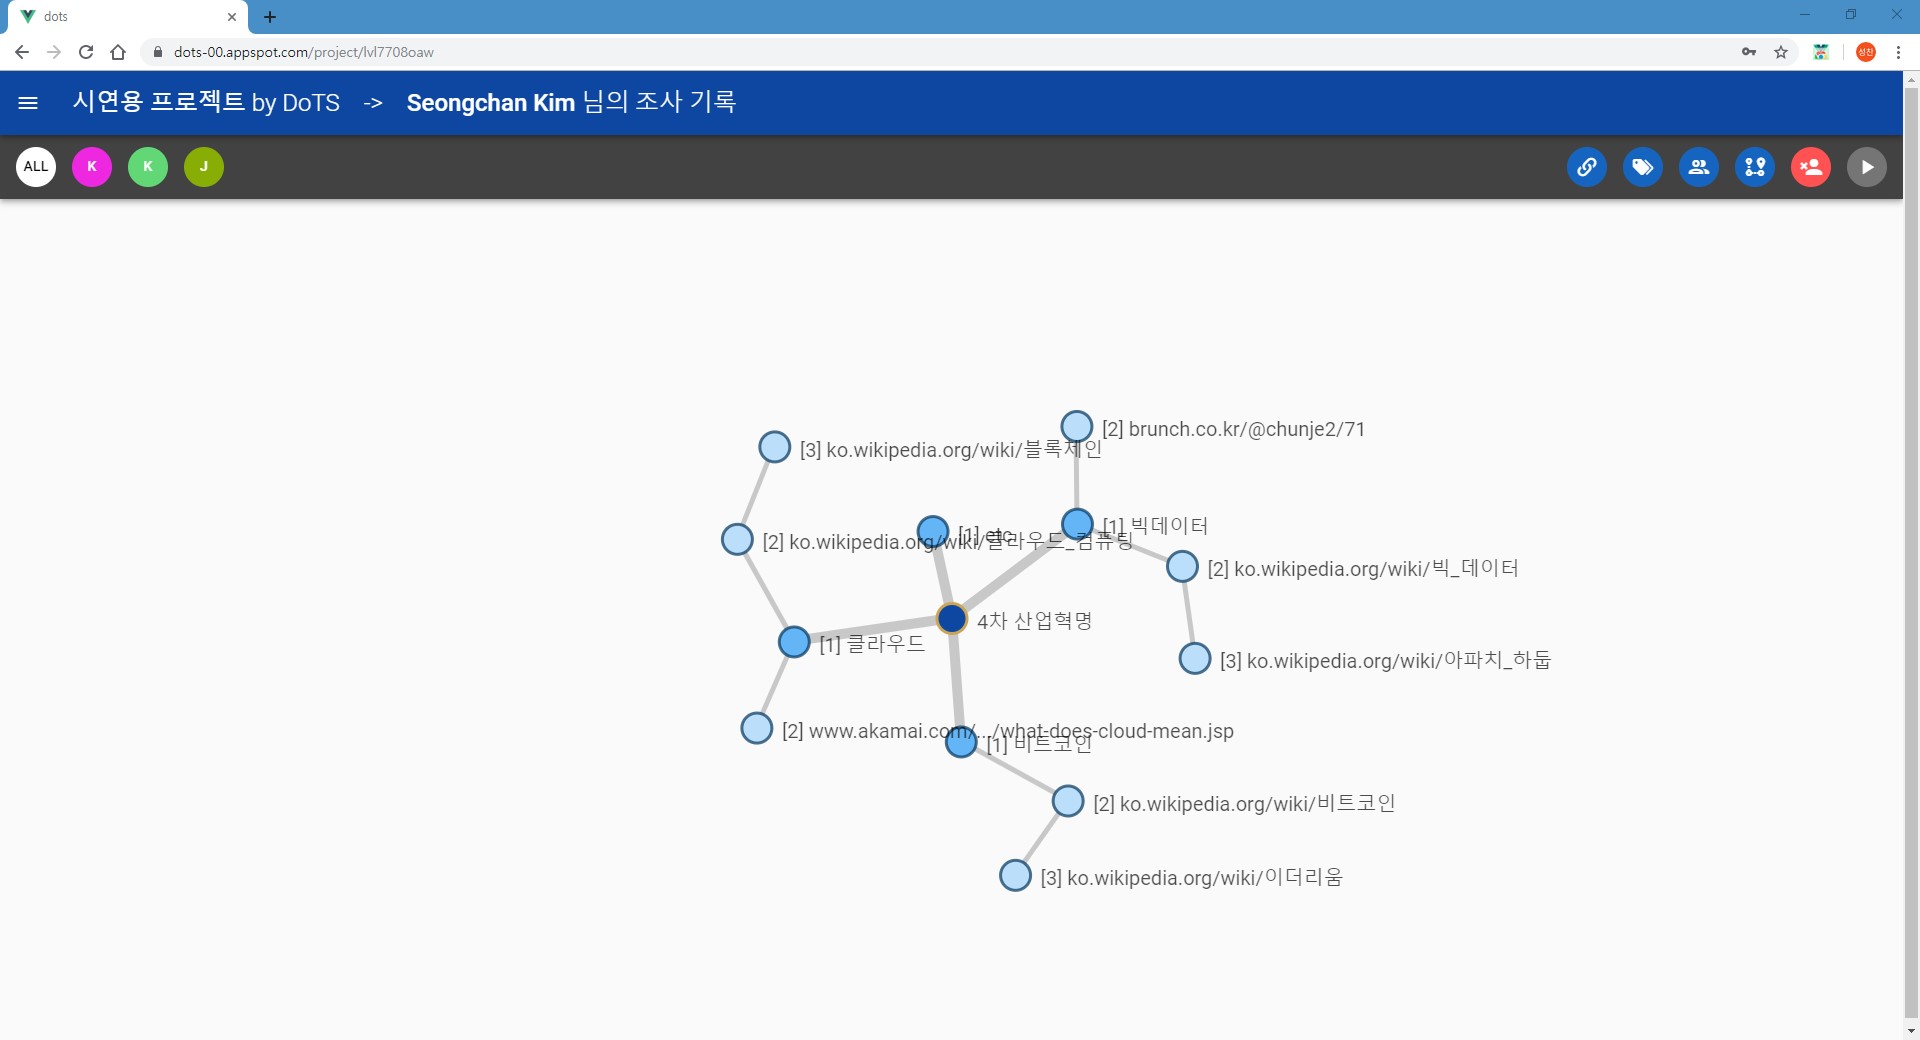 dots
dots-00.appspot.com/project/lvl7708oaw
성진
시연용 프로젝트 by DoTS -> Seongchan Kim 님의 조사 기록
ALL K K J
[2] brunch.co.kr/@chunje2/71
[3] ko.wikipedia.org/wiki/블록체인
[1] 빅데이터
[1] etc
[2] ko.wikipedia.org/wiki/클라우드_컴퓨팅
[2] ko.wikipedia.org/wiki/빅_데이터
4차 산업혁명
[1] 클라우드
[3] ko.wikipedia.org/wiki/아파치_하둡
[2] www.akamai.com/.../what-does-cloud-mean.jsp
[1] 비트코인
[2] ko.wikipedia.org/wiki/비트코인
[3] ko.wikipedia.org/wiki/이더리움